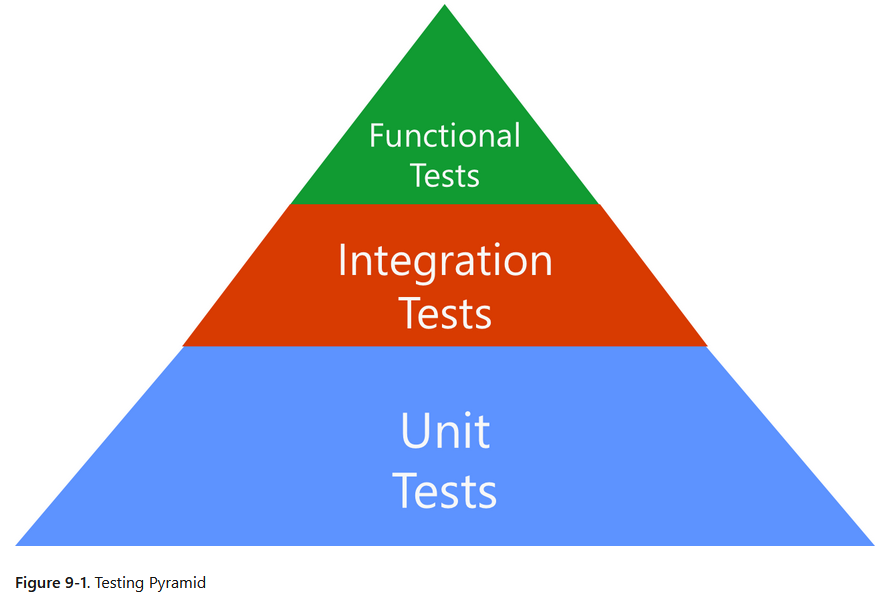 Functional
Tests
Integration
Tests
Unit
Tests
Figure 9-1. Testing Pyramid